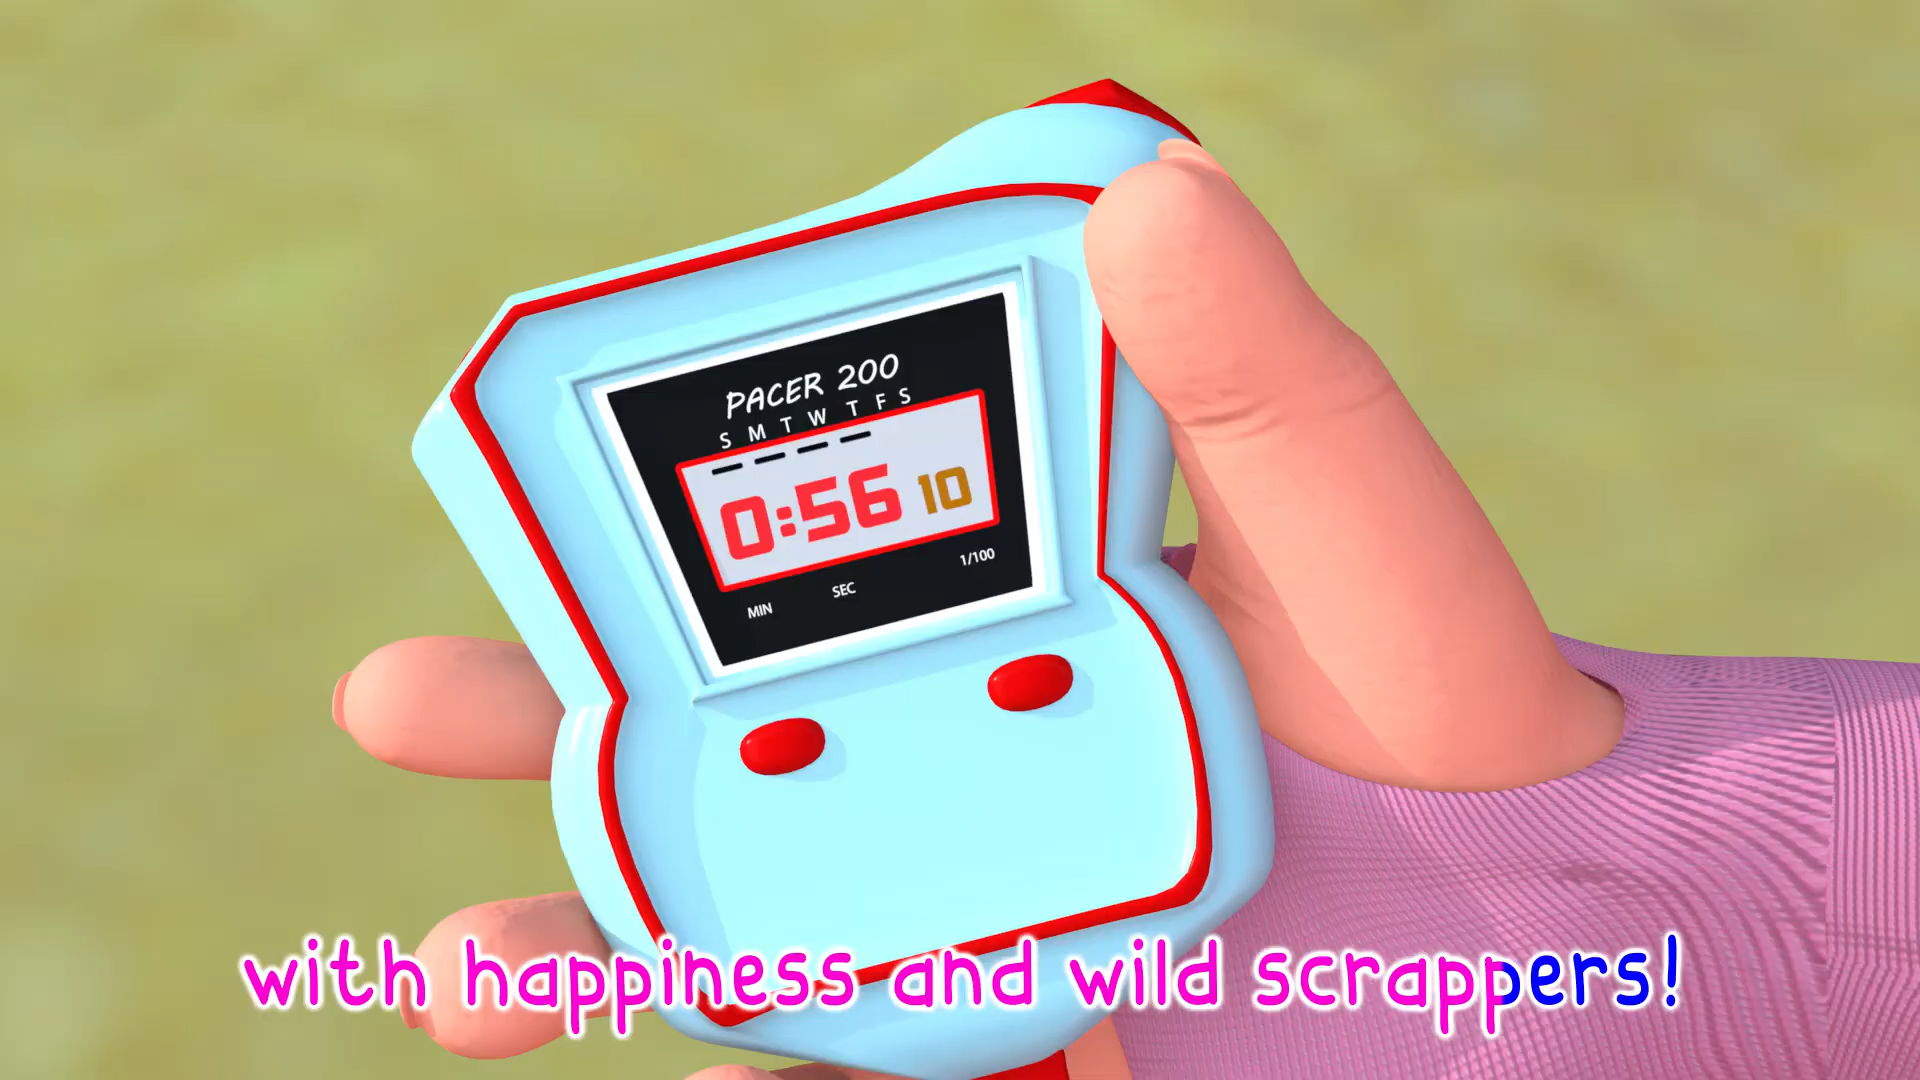 PACER 200
S M T W T F S
0:56 10
MIN SEC 1/100
with happiness and wild scrappers!